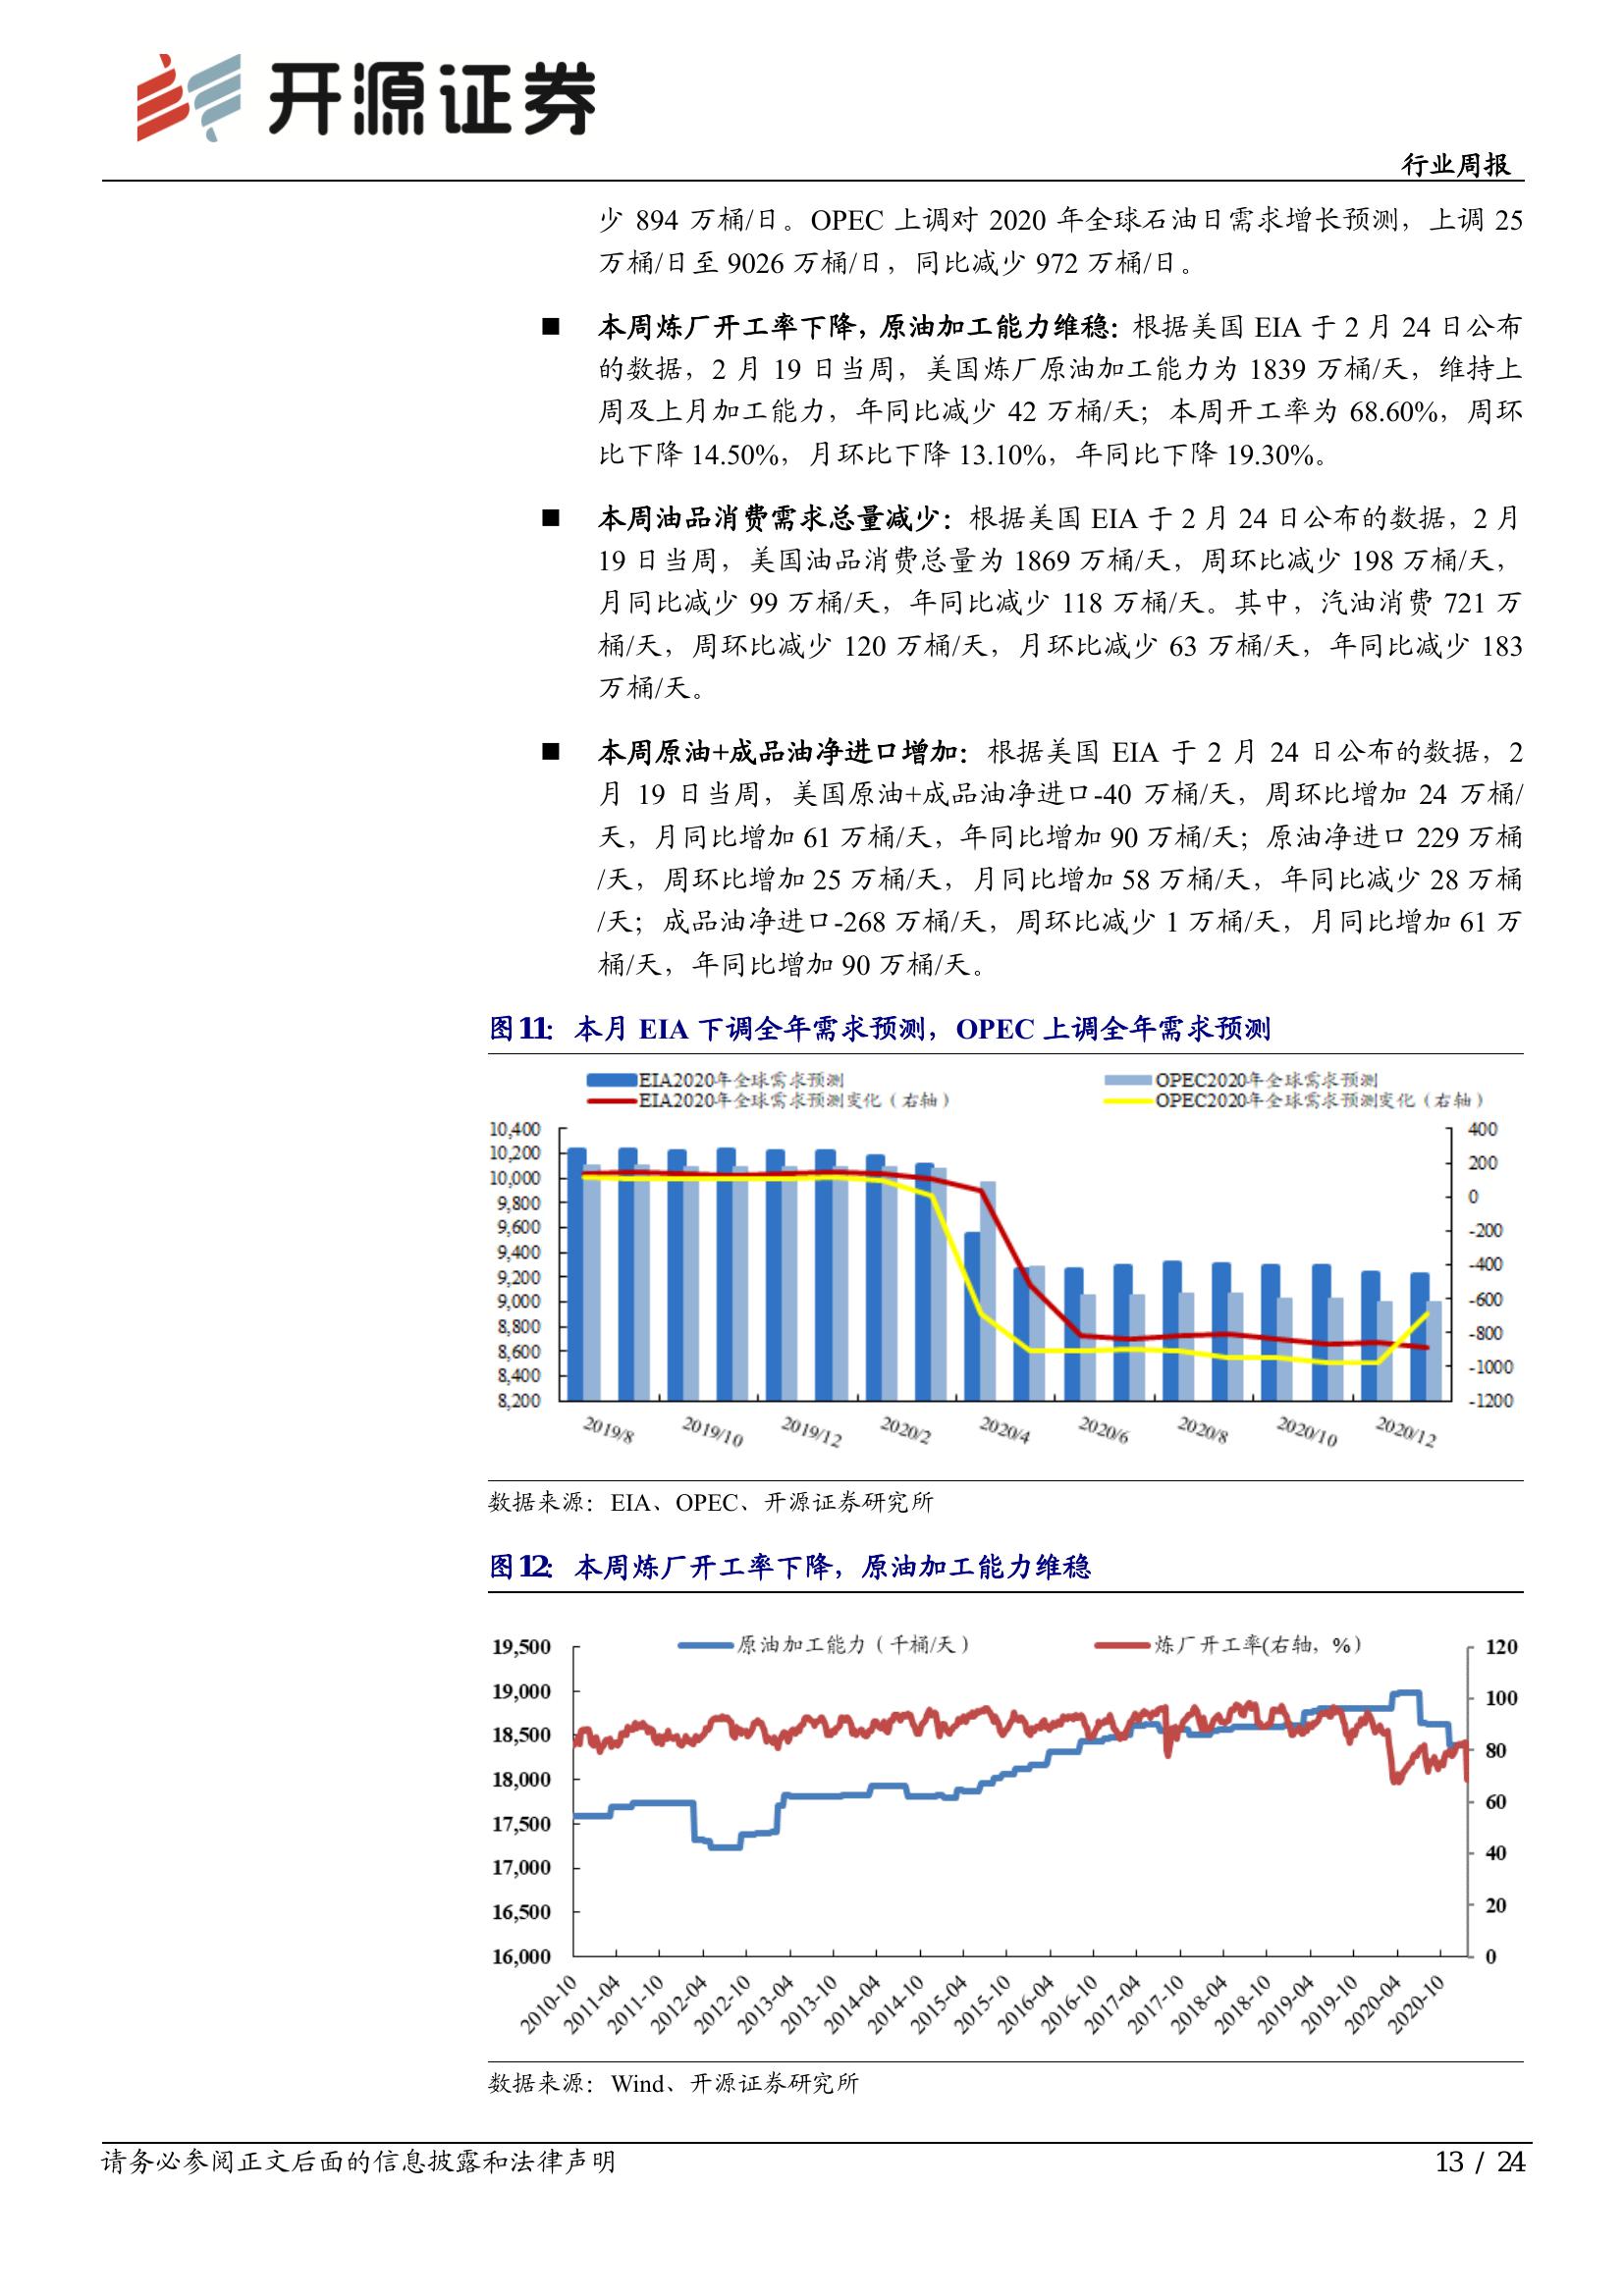 开源证券
行业周报
少 894 万桶/日。OPEC 上调对 2020 年全球石油日需求增长预测，上调 25
万桶/日至 9026 万桶/日，同比减少 972 万桶/日。
■ 本周炼厂开工率下降，原油加工能力维稳：根据美国 EIA 于 2 月 24 日公布
的数据，2 月 19 日当周，美国炼厂原油加工能力为 1839 万桶/天，维持上
周及上月加工能力，年同比减少 42 万桶/天；本周开工率为 68.60%，周环
比下降 14.50%，月环比下降 13.10%，年同比下降 19.30%。
■ 本周油品消费需求总量减少：根据美国 EIA 于 2 月 24 日公布的数据，2 月
19 日当周，美国油品消费总量为 1869 万桶/天，周环比减少 198 万桶/天，
月同比减少 99 万桶/天，年同比减少 118 万桶/天。其中，汽油消费 721 万
桶/天，周环比减少 120 万桶/天，月环比减少 63 万桶/天，年同比减少 183
万桶/天。
■ 本周原油+成品油净进口增加：根据美国 EIA 于 2 月 24 日公布的数据，2
月 19 日当周，美国原油+成品油净进口-40 万桶/天，周环比增加 24 万桶/
天，月同比增加 61 万桶/天，年同比增加 90 万桶/天；原油净进口 229 万桶
/天，周环比增加 25 万桶/天，月同比增加 58 万桶/天，年同比减少 28 万桶
/天；成品油净进口-268 万桶/天，周环比减少 1 万桶/天，月同比增加 61 万
桶/天，年同比增加 90 万桶/天。
图11： 本月 EIA 下调全年需求预测，OPEC 上调全年需求预测
EIA2020年全球需求预测 OPEC2020年全球需求预测
EIA2020年全球需求预测变化（右轴） OPEC2020年全球需求预测变化（右轴）
10,400 400
10,200 200
10,000 0
9,800 -200
9,600 -400
9,400 -600
9,200 -800
9,000 -1000
8,800 -1200
8,600
8,400
8,200
2019/8 2019/10 2019/12 2020/2 2020/4 2020/6 2020/8 2020/10 2020/12
数据来源：EIA、OPEC、开源证券研究所
图12： 本周炼厂开工率下降，原油加工能力维稳
原油加工能力（千桶/天） 炼厂开工率(右轴，%）
19,500 120
19,000 100
18,500 80
18,000 60
17,500 40
17,000 20
16,500 0
16,000
2010-10 2011-04 2011-10 2012-04 2012-10 2013-04 2013-10 2014-04 2014-10 2015-04 2015-10 2016-04 2016-10 2017-04 2017-10 2018-04 2018-10 2019-04 2019-10 2020-04 2020-10
数据来源：Wind、开源证券研究所
请务必参阅正文后面的信息披露和法律声明 13 / 24